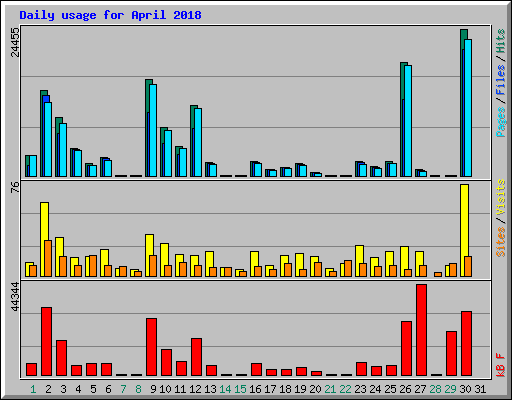 Daily usage for April 2018
24455
Pages / Files / Hits
76
Sites / Visits
44344
kB F
1 2 3 4 5 6 7 8 9 10 11 12 13 14 15 16 17 18 19 20 21 22 23 24 25 26 27 28 29 30 31